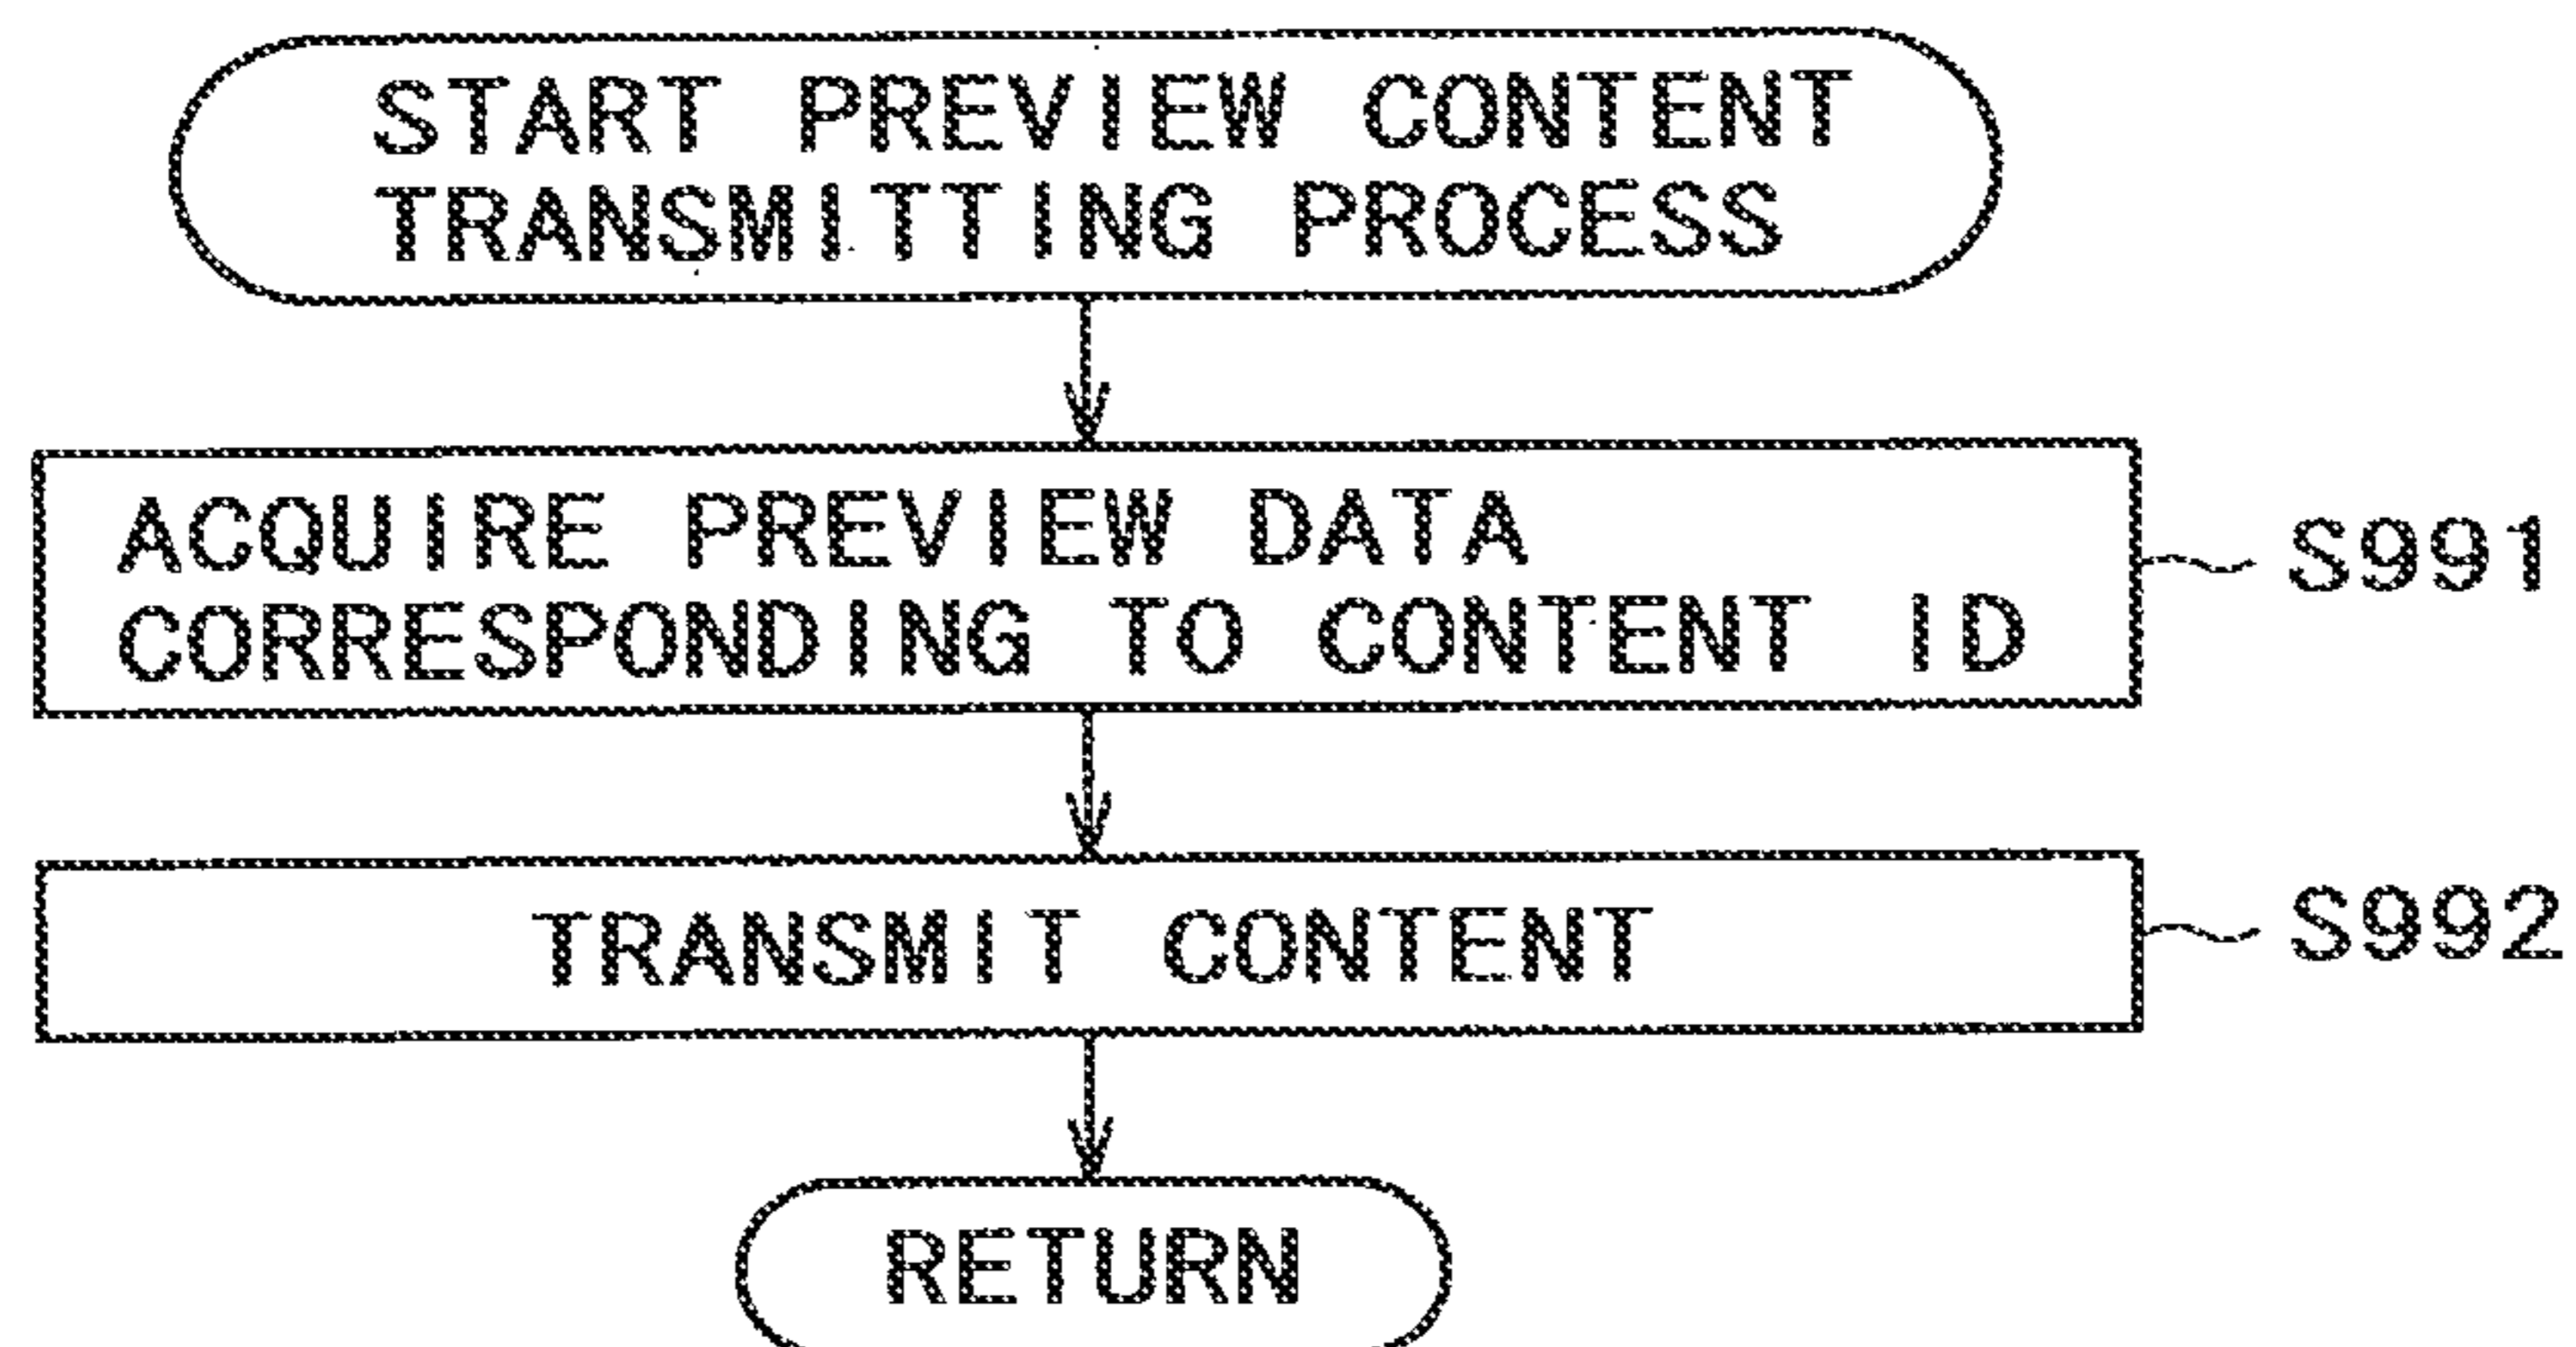 START PREVIEW CONTENT
TRANSMITTING PROCESS
ACQUIRE PREVIEW DATA
CORRESPONDING TO CONTENT ID
S991
TRANSMIT CONTENT
S992
RETURN